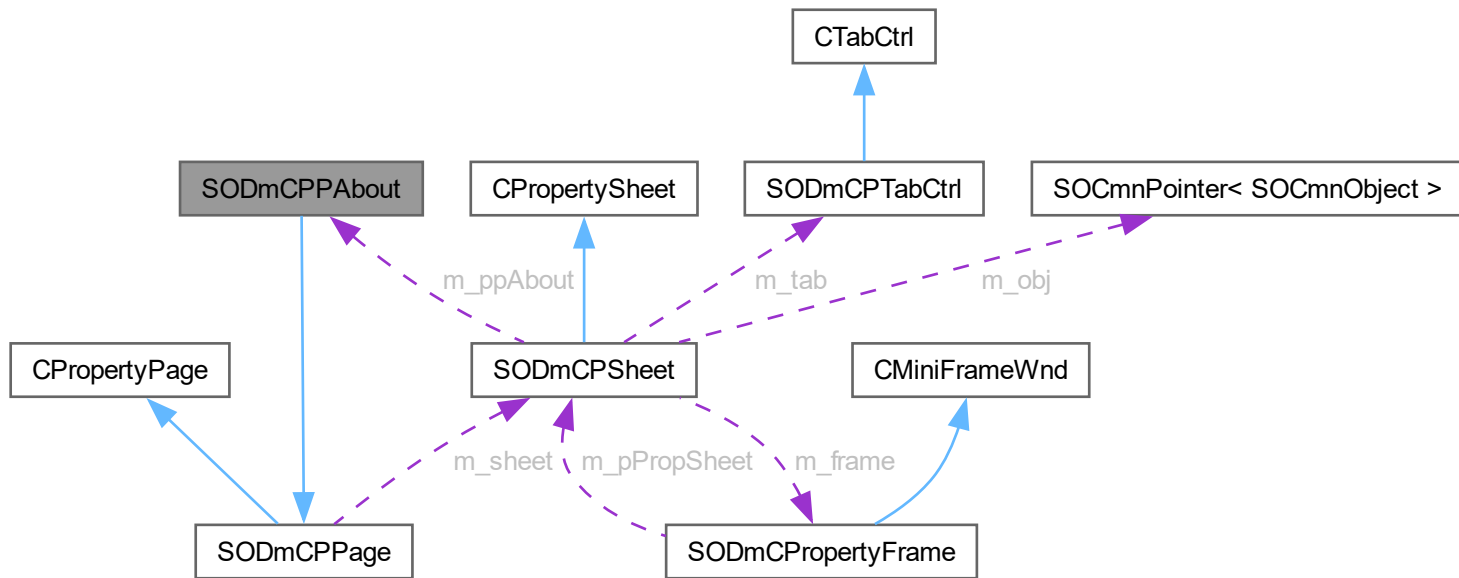 CTabCtrl
SODmCPPAbout
CPropertySheet
SODmCPTabCtrl
SOCmnPointer< SOCmnObject >
m_ppAbout
m_tab
m_obj
CPropertyPage
SODmCPSheet
CMiniFrameWnd
m_sheet
m_pPropSheet
m_frame
SODmCPPage
SODmCPropertyFrame